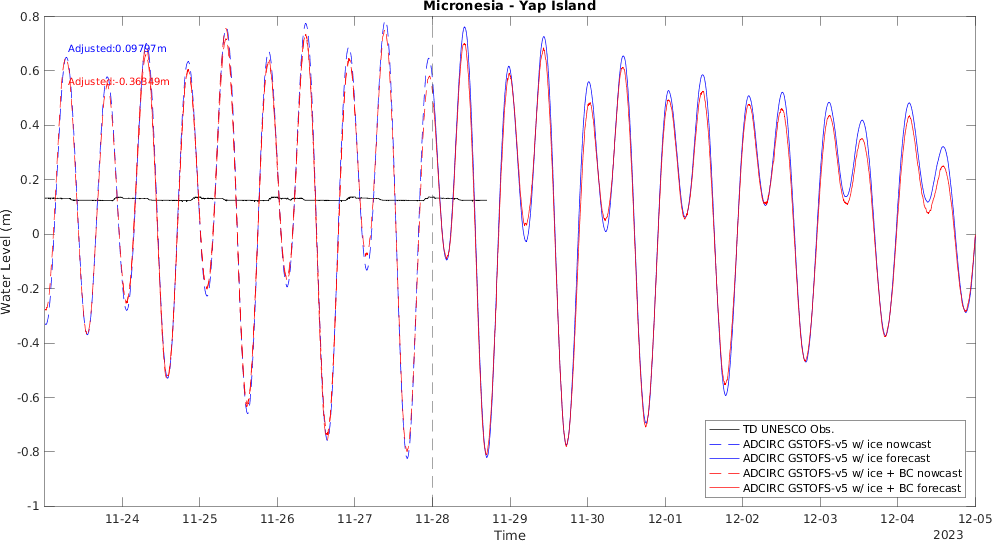 Micronesia - Yap Island
Adjusted:0.09797m
Adjusted:-0.36349m
Water Level (m)
0.8
0.6
0.4
0.2
0
-0.2
-0.4
-0.6
-0.8
-1
TD UNESCO Obs.
ADCIRC GSTOFS-v5 w/ ice nowcast
ADCIRC GSTOFS-v5 w/ ice forecast
ADCIRC GSTOFS-v5 w/ ice + BC nowcast
ADCIRC GSTOFS-v5 w/ ice + BC forecast
11-24 11-25 11-26 11-27 11-28 11-29 11-30 12-01 12-02 12-03 12-04 12-05
Time
2023